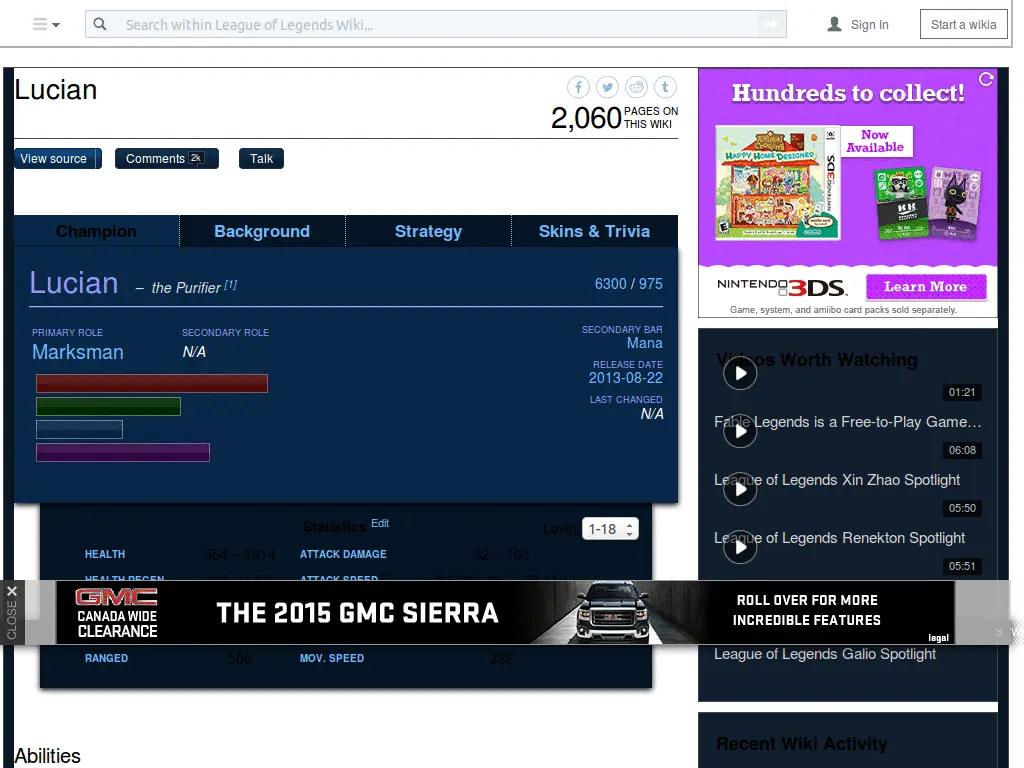 Search within League of Legends Wiki...
Sign In
Start a wikia
Lucian
2,060 PAGES ON THIS WIKI
View source
Comments 2k
Talk
Champion
Background
Strategy
Skins & Trivia
Lucian – the Purifier [1]
6300 / 975
PRIMARY ROLE
Marksman
SECONDARY ROLE
N/A
SECONDARY BAR
Mana
RELEASE DATE
2013-08-22
LAST CHANGED
N/A
Statistics Edit
Level 1-18
HEALTH 554 – 1914 ATTACK DAMAGE 52 – 103
HEALTH REGEN ATTACK SPEED
RANGED 500 MOV. SPEED 335
Abilities
Hundreds to collect!
Now Available
Animal Crossing
HAPPY HOME DESIGNER
NINTENDO 3DS
NINTENDO 3DS
Learn More
Game, system, and amiibo card packs sold separately.
Videos Worth Watching
01:21
Fable Legends is a Free-to-Play Game...
06:08
League of Legends Xin Zhao Spotlight
05:50
League of Legends Renekton Spotlight
05:51
League of Legends Galio Spotlight
Recent Wiki Activity
CLOSE
GMC
CANADA WIDE
CLEARANCE
THE 2015 GMC SIERRA
ROLL OVER FOR MORE
INCREDIBLE FEATURES
legal